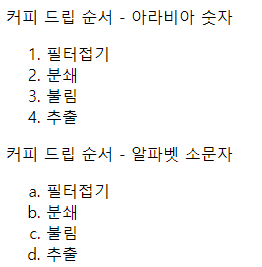 커피 드립 순서 - 아라비아 숫자
1. 필터접기
2. 분쇄
3. 불림
4. 추출
커피 드립 순서 - 알파벳 소문자
a. 필터접기
b. 분쇄
c. 불림
d. 추출